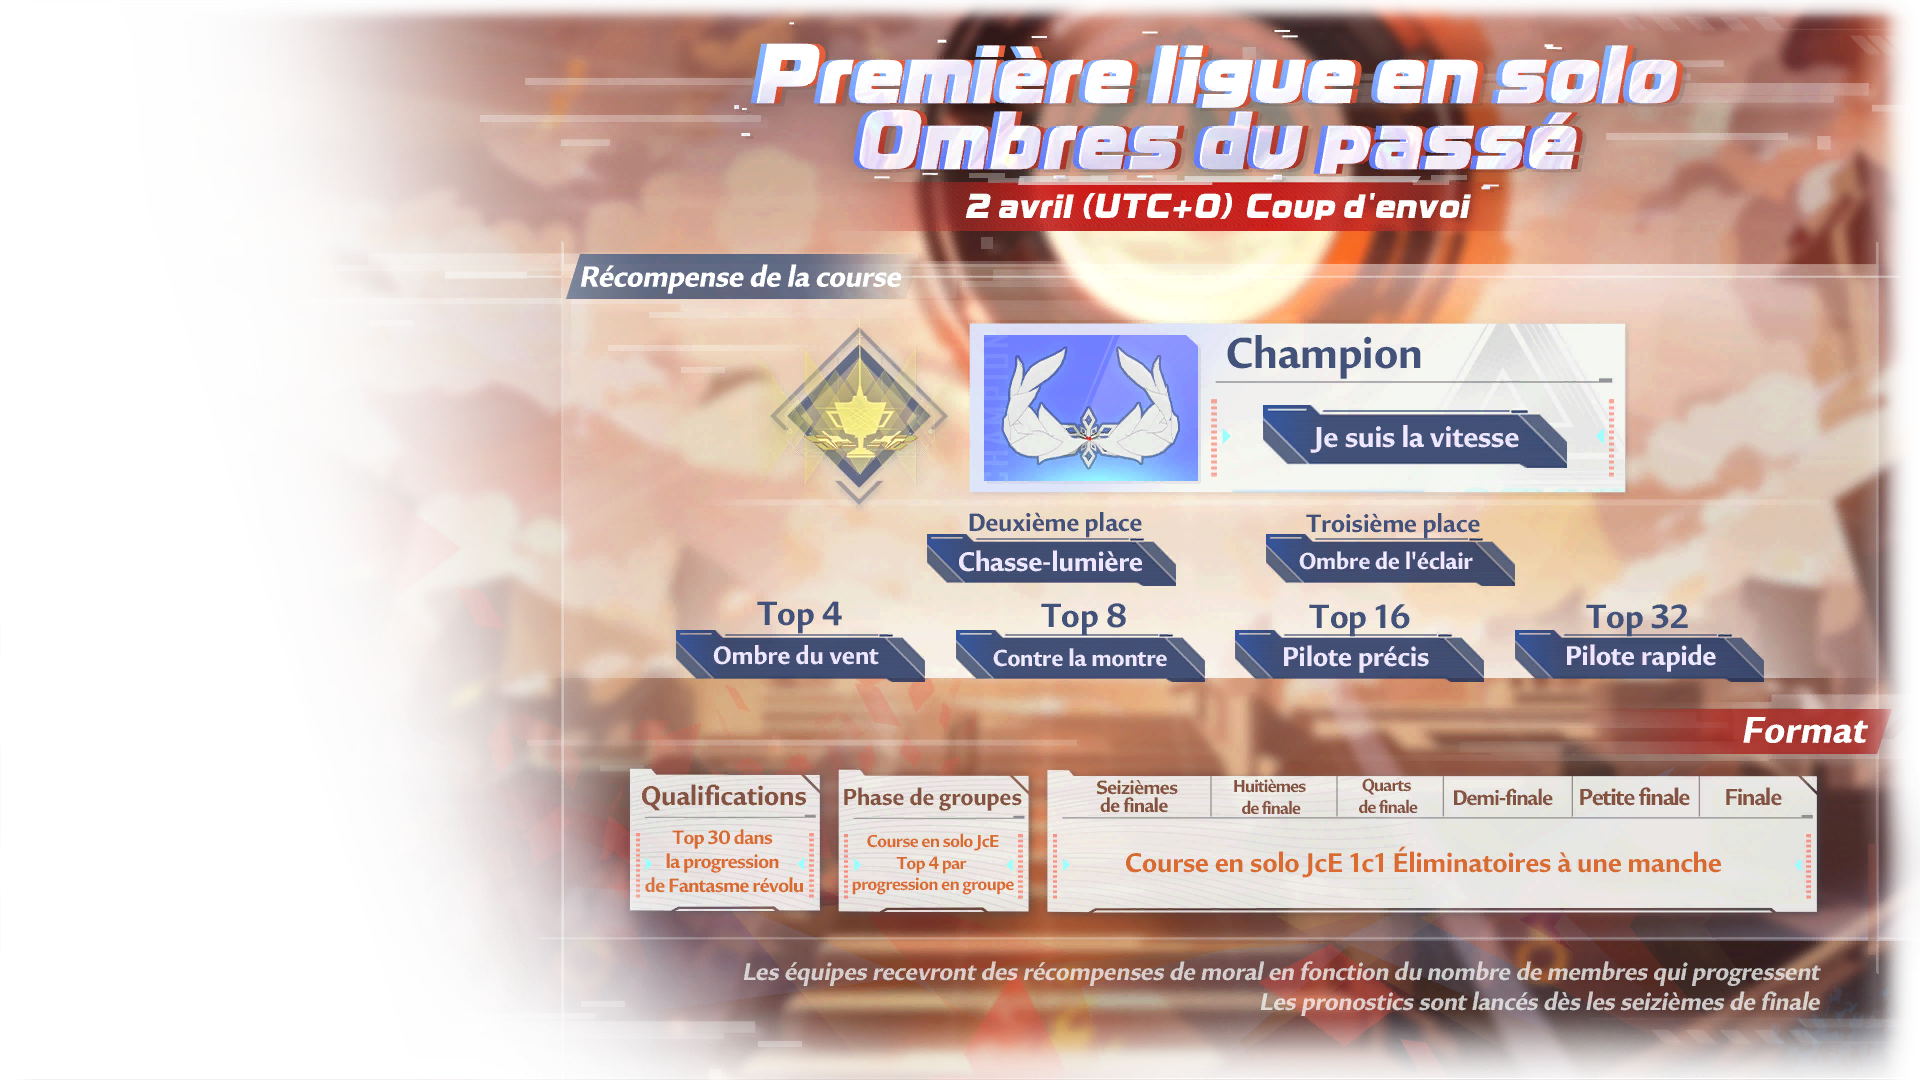 Première ligue en solo
Ombres du passé
2 avril (UTC+0) Coup d'envoi
Récompense de la course
CHAMPION
Champion
Je suis la vitesse
Deuxième place
Chasse-lumière
Troisième place
Ombre de l'éclair
Top 4
Ombre du vent
Top 8
Contre la montre
Top 16
Pilote précis
Top 32
Pilote rapide
Format
Qualifications
Top 30 dans
la progression
de Fantasme révolu
Phase de groupes
Course en solo JcE
Top 4 par
progression en groupe
Seizièmes
de finale
Huitièmes
de finale
Quarts
de finale
Demi-finale
Petite finale
Finale
Course en solo JcE 1c1 Éliminatoires à une manche
Les équipes recevront des récompenses de moral en fonction du nombre de membres qui progressent
Les pronostics sont lancés dès les seizièmes de finale